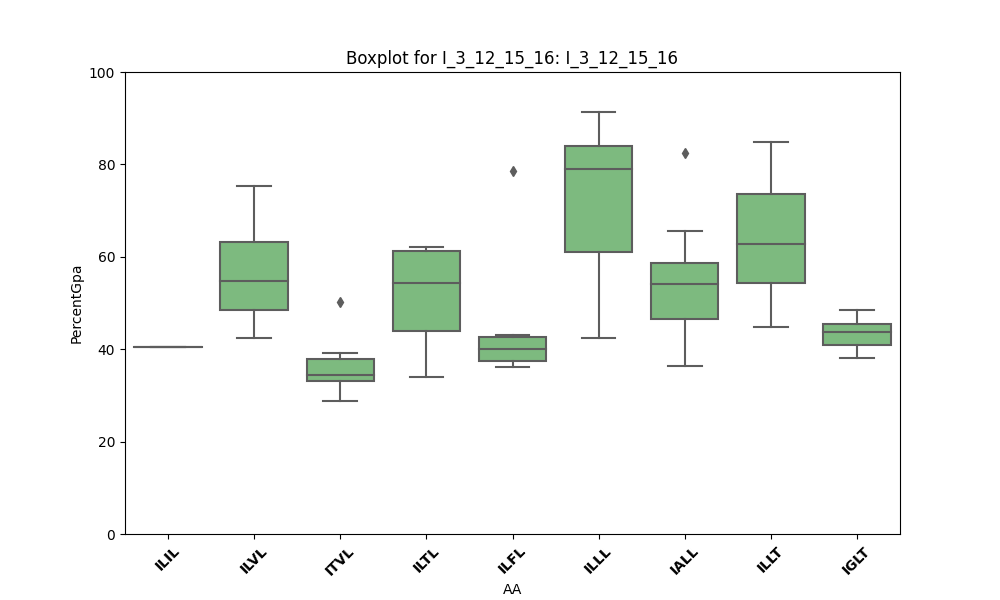 Boxplot for I_3_12_15_16: I_3_12_15_16
100
80
60
40
20
0
PercentGpa
ILIL
ILVL
ITVL
ILTL
ILFL
ILLL
IALL
ILLT
IGLT
AA